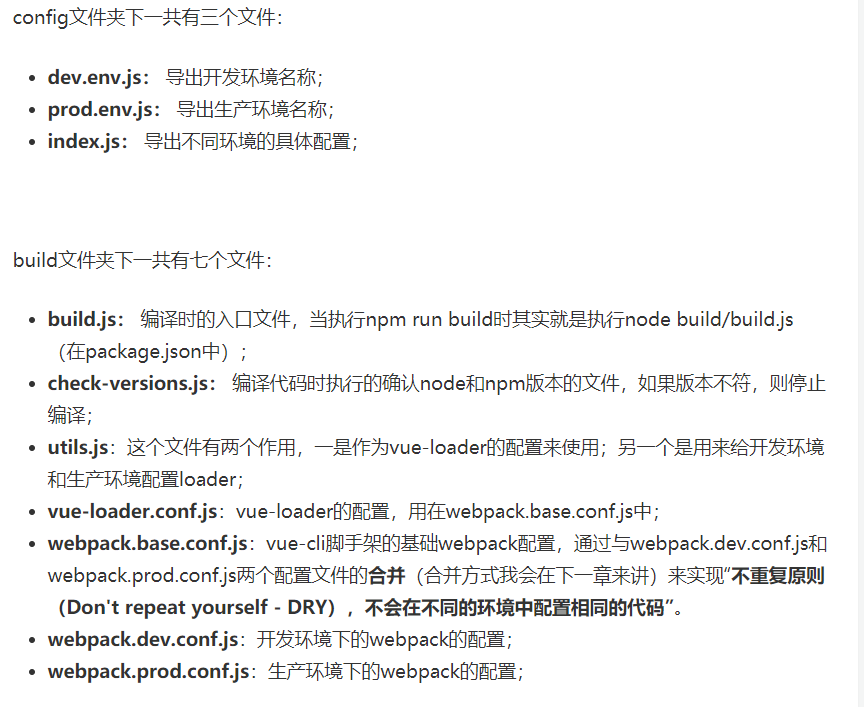 config文件夹下一共有三个文件：
• dev.env.js： 导出开发环境名称；
• prod.env.js： 导出生产环境名称；
• index.js： 导出不同环境的具体配置；
build文件夹下一共有七个文件：
• build.js： 编译时的入口文件，当执行npm run build时其实就是执行node build/build.js
（在package.json中）；
• check-versions.js： 编译代码时执行的确认node和npm版本的文件，如果版本不符，则停止
编译；
• utils.js：这个文件有两个作用，一是作为vue-loader的配置来使用；另一个是用来给开发环境
和生产环境配置loader；
• vue-loader.conf.js：vue-loader的配置，用在webpack.base.conf.js中；
• webpack.base.conf.js：vue-cli脚手架的基础webpack配置，通过与webpack.dev.conf.js和
webpack.prod.conf.js两个配置文件的合并（合并方式我会在下一章来讲）来实现“不重复原则
（Don't repeat yourself - DRY），不会在不同的环境中配置相同的代码”。
• webpack.dev.conf.js：开发环境下的webpack的配置；
• webpack.prod.conf.js：生产环境下的webpack的配置；